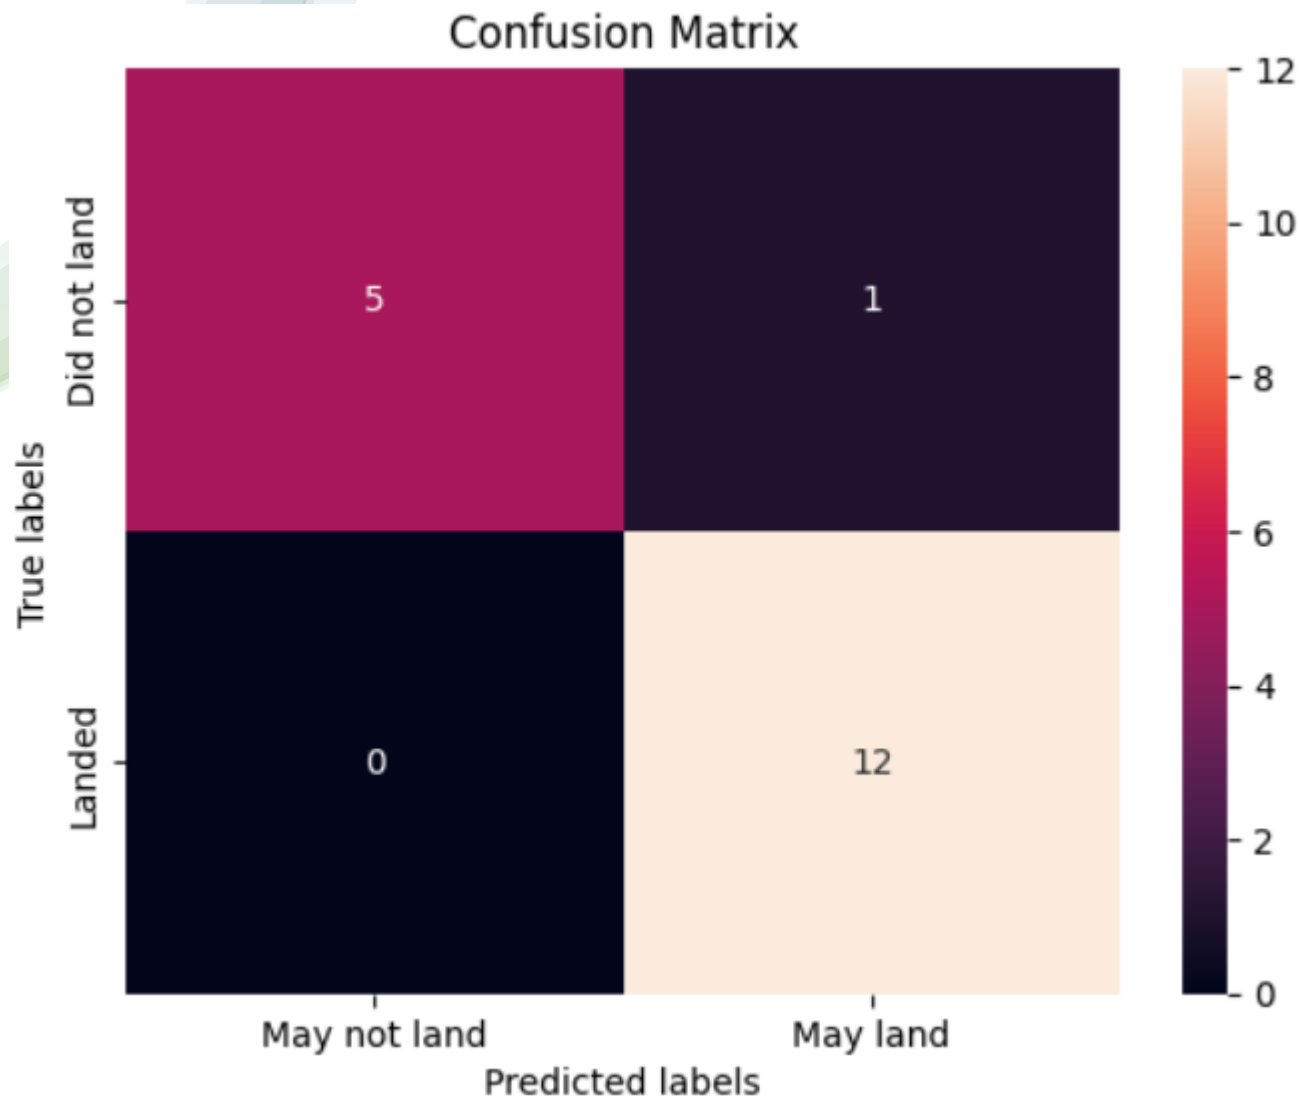 Confusion Matrix
Did not land
Landed
True labels
5
1
0
12
May not land
May land
Predicted labels
12
10
8
6
4
2
0